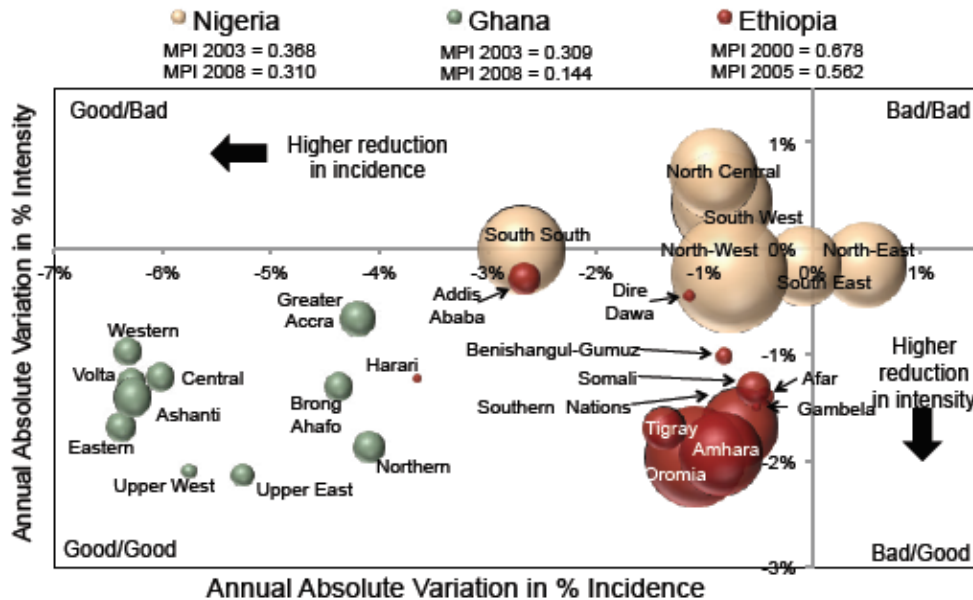 Nigeria
MPI 2003 = 0.368
MPI 2008 = 0.310
Ghana
MPI 2003 = 0.309
MPI 2008 = 0.144
Ethiopia
MPI 2000 = 0.678
MPI 2005 = 0.562
Annual Absolute Variation in % Intensity
Good/Bad
Bad/Bad
Higher reduction
in incidence
1%
North Central
South West
South South
North-West
0%
North-East
South East
-7%
-6%
-5%
-4%
-3%
-2%
-1%
0%
1%
Addis
Ababa
Dire
Dawa
Greater
Accra
Western
Volta
Central
Ashanti
Eastern
Harari
Brong
Ahafo
Northern
Upper West
Upper East
Benishangul-Gumuz
-1%
Somali
Afar
Southern Nations
Gambela
Higher
reduction
in intensity
Tigray
Amhara
Oromia
-2%
Good/Good
Bad/Good
-3%
Annual Absolute Variation in % Incidence